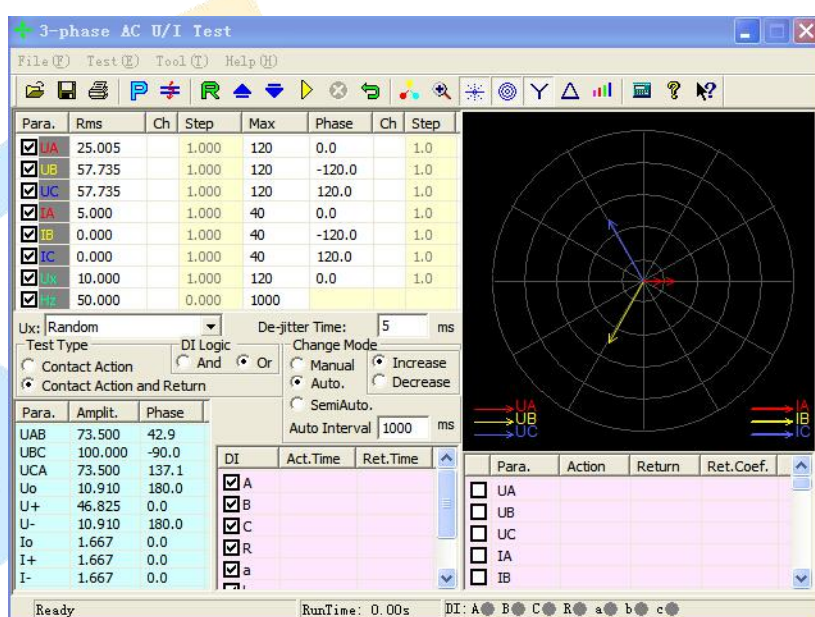 3-phase AC U/I Test
File(F) Test(E) Tool(T) Help(H)
Para. Rms Ch Step Max Phase Ch Step
UA 25.005 1.000 120 0.0 1.0
UB 57.735 1.000 120 -120.0 1.0
UC 57.735 1.000 120 120.0 1.0
IA 5.000 1.000 40 0.0 1.0
IB 0.000 1.000 40 -120.0 1.0
IC 0.000 1.000 40 120.0 1.0
Ux 10.000 1.000 120 0.0 1.0
Hz 50.000 0.000 1000
Ux: Random De-jitter Time: 5 ms
Test Type DI Logic Change Mode
Contact Action And Or Manual Increase
Contact Action and Return Auto. Decrease
SemiAuto.
Auto Interval 1000 ms
Para. Amplit. Phase
UAB 73.500 42.9
UBC 100.000 -90.0
UCA 73.500 137.1
Uo 10.910 180.0
U+ 46.825 0.0
U- 10.910 180.0
Io 1.667 0.0
I+ 1.667 0.0
I- 1.667 0.0
DI Act.Time Ret.Time
A
B
C
R
a
UA
UB
UC
IA
IB
IC
Para. Action Return Ret.Coef.
UA
UB
UC
IA
IB
Ready RunTime: 0.00s DI: A B C R a b c